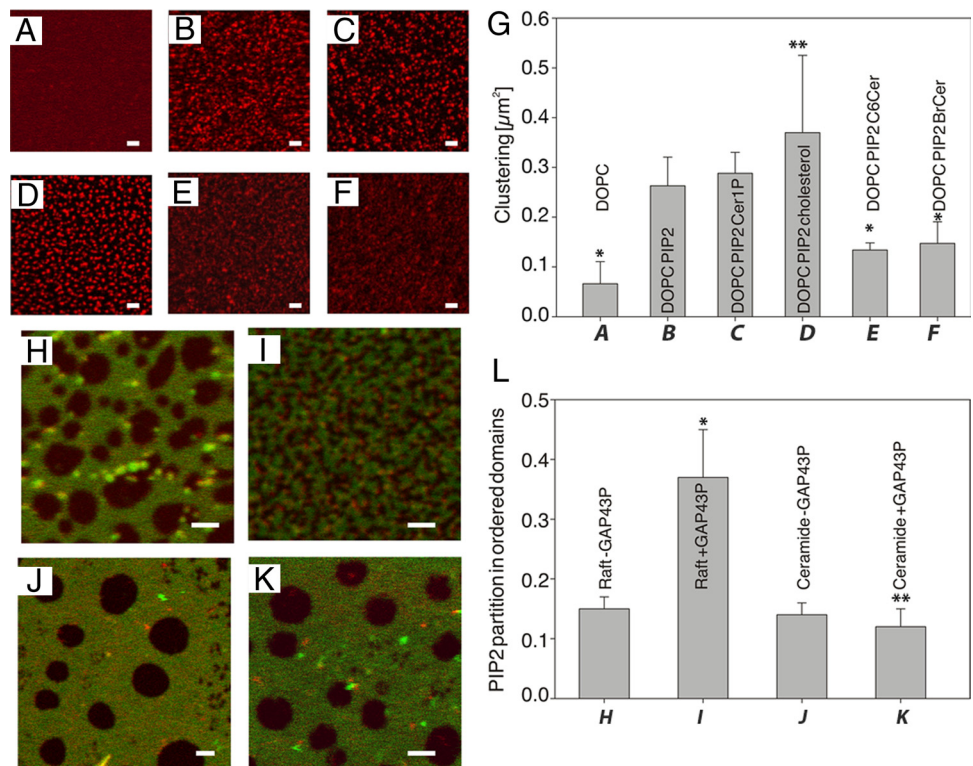 A
B
C
D
E
F
G
Clustering [µm²]
0.6
0.5
0.4
0.3
0.2
0.1
0.0
* DOPC
DOPC PIP2
DOPC PIP2 Cer1P
** DOPC PIP2 cholesterol
* DOPC PIP2 C6Cer
* DOPC PIP2 BrCer
A B C D E F
H
I
J
K
L
PIP2 partition in ordered domains
0.5
0.4
0.3
0.2
0.1
0.0
Raft -GAP43P
* Raft +GAP43P
Ceramide -GAP43P
** Ceramide +GAP43P
H I J K